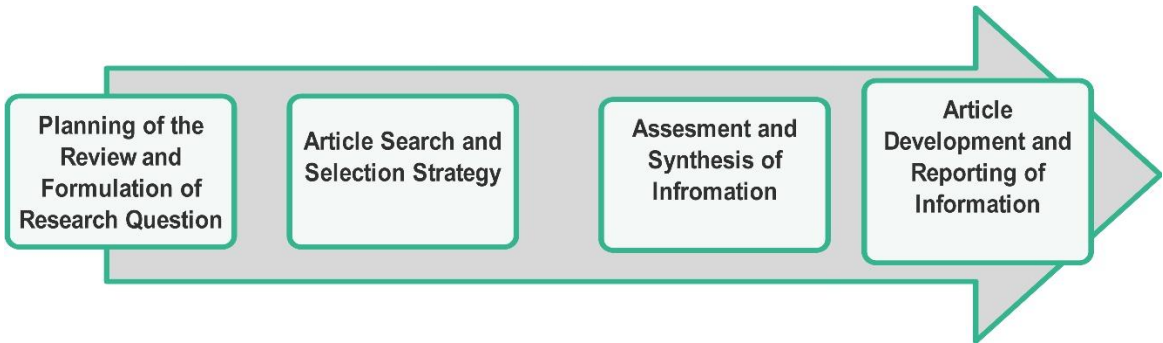 Planning of the
Review and
Formulation of
Research Question
Article Search and
Selection Strategy
Assesment and
Synthesis of
Infromation
Article
Development and
Reporting of
Information